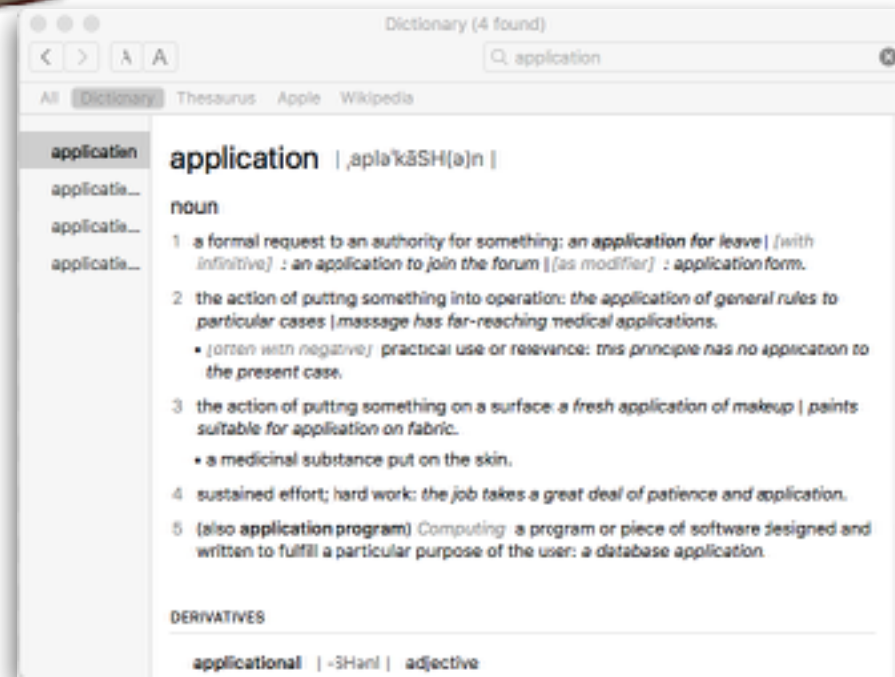 Dictionary (4 found)
A A
application
All Dictionary Thesaurus Apple Wikipedia
application
applicatio...
applicatio...
applicatio...
application | ˌapləˈkāSH(ə)n |
noun
1 a formal request to an authority for something: an application for leave | [with
infinitive] : an application to join the forum | [as modifier] : application form.
2 the action of putting something into operation: the application of general rules to
particular cases | massage has far-reaching medical applications.
• [often with negative] practical use or relevance: this principle has no application to
the present case.
3 the action of putting something on a surface: a fresh application of makeup | paints
suitable for application on fabric.
• a medicinal substance put on the skin.
4 sustained effort; hard work: the job takes a great deal of patience and application.
5 (also application program) Computing a program or piece of software designed and
written to fulfill a particular purpose of the user: a database application.
DERIVATIVES
applicational | -SHənl | adjective